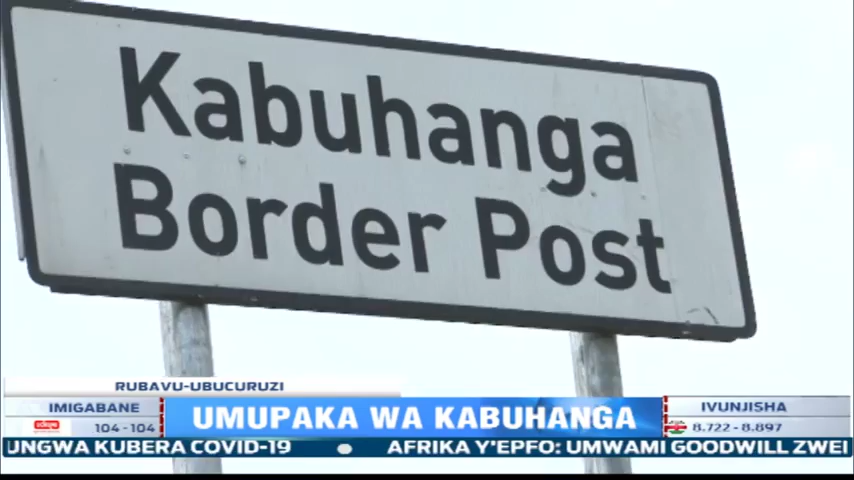 Kabuhanga
Border Post
RUBAVU-UBUCURUZI
IMIGABANE
104 - 104
UMUPAKA WA KABUHANGA
IVUNJISHA
8.722 - 8.897
UNGWA KUBERA COVID-19 AFRIKA Y'EPFO: UMWAMI GOODWILL ZWEI